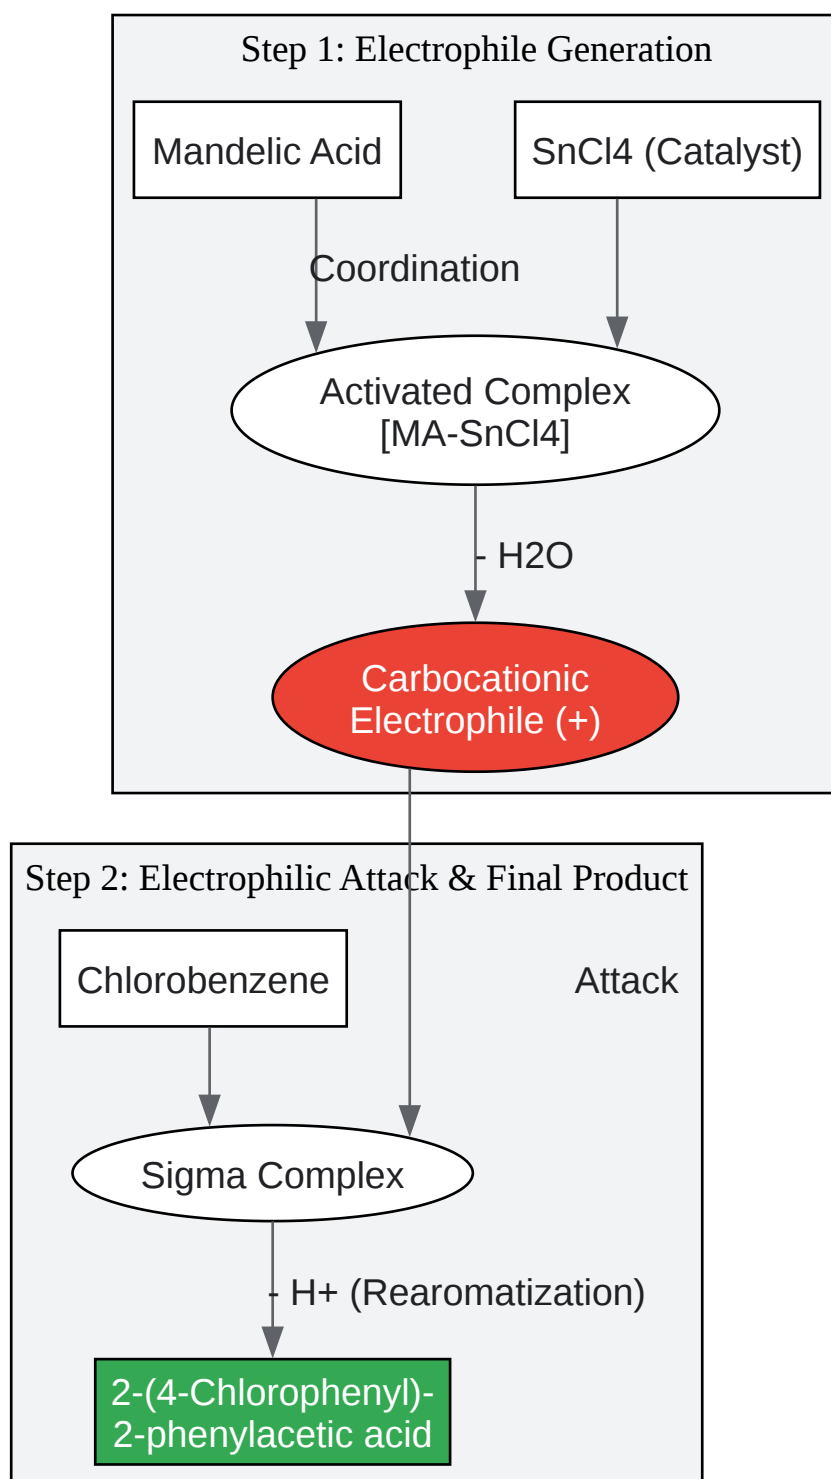 Step 1: Electrophile Generation
Mandelic Acid
SnCl4 (Catalyst)
Coordination
Activated Complex
[MA-SnCl4]
- H2O
Carbocationic
Electrophile (+)
Step 2: Electrophilic Attack & Final Product
Chlorobenzene
Attack
Sigma Complex
- H+ (Rearomatization)
2-(4-Chlorophenyl)-
2-phenylacetic acid